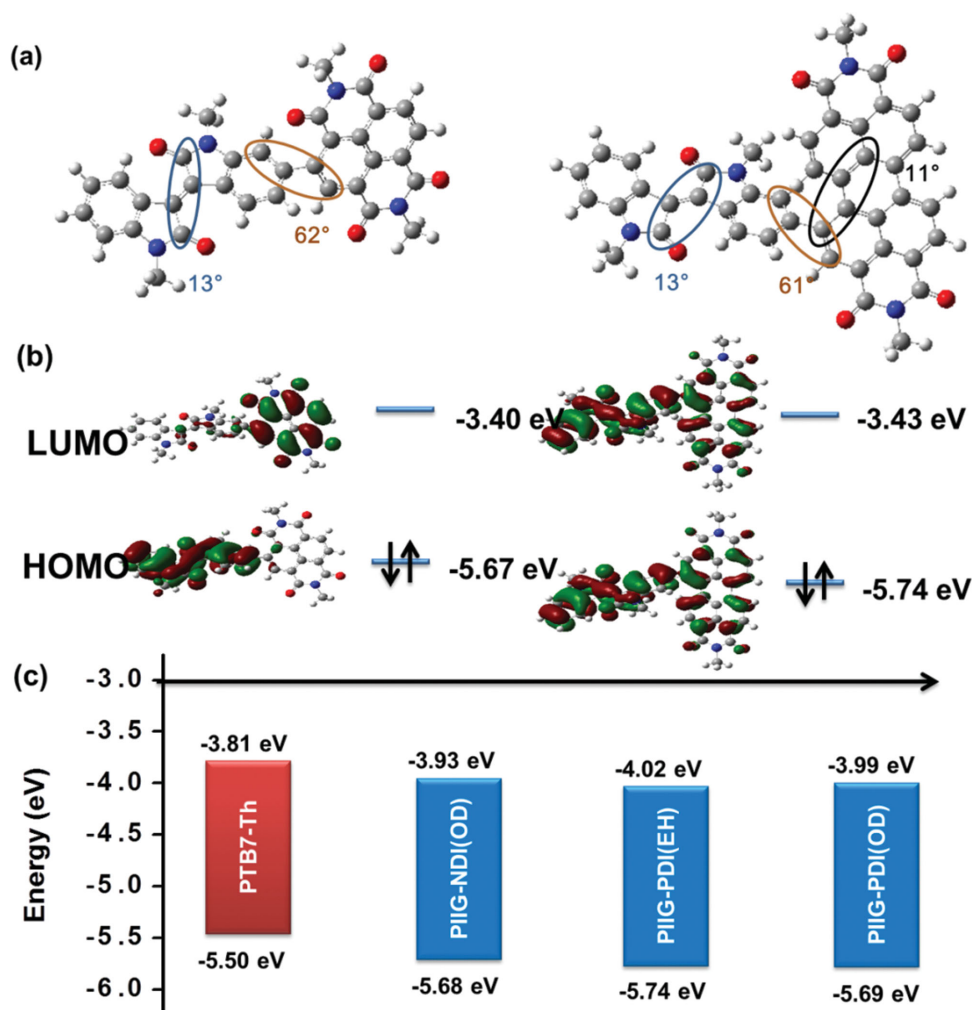 (a)
62°
13°
11°
13°
61°
(b)
LUMO
-3.40 eV
-3.43 eV
HOMO
-5.67 eV
-5.74 eV
(c)
Energy (eV)
-3.0
-3.5
-4.0
-4.5
-5.0
-5.5
-6.0
-3.81 eV
PTB7-Th
-5.50 eV
-3.93 eV
PIIG-NDI(OD)
-5.68 eV
-4.02 eV
PIIG-PDI(EH)
-5.74 eV
-3.99 eV
PIIG-PDI(OD)
-5.69 eV